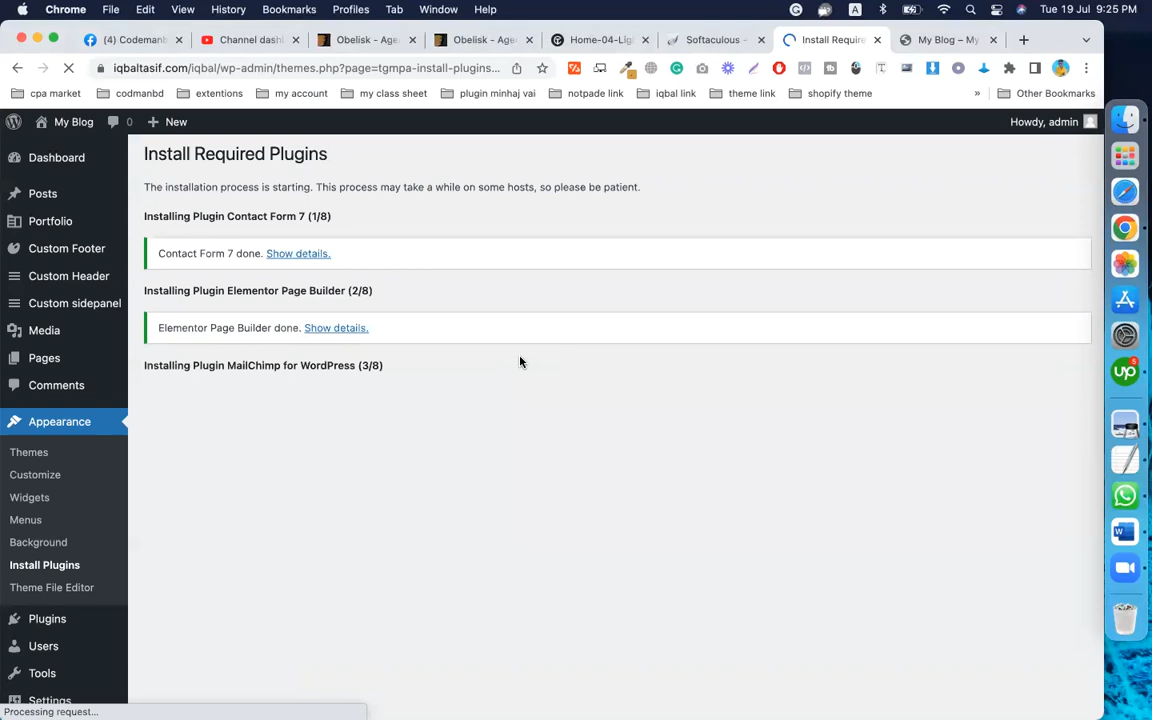 Chrome File Edit View History Bookmarks Profiles Tab Window Help
A
Tue 19 Jul 9:25 PM
(4) Codemanb
Channel dash
Obelisk - Age
Obelisk - Agen
Home-04-Lig
Softaculous -
Install Require
My Blog – My
iqbaltasif.com/iqbal/wp-admin/themes.php?page=tgmpa-install-plugins...
cpa market
codmanbd
extentions
my account
my class sheet
plugin minhaj vai
notpade link
iqbal link
theme link
shopify theme
»
Other Bookmarks
My Blog 0 New
Howdy, admin
Dashboard
Posts
Portfolio
Custom Footer
Custom Header
Custom sidepanel
Media
Pages
Comments
Appearance
Themes
Customize
Widgets
Menus
Background
Install Plugins
Theme File Editor
Plugins
Users
Tools
Settings
Install Required Plugins
The installation process is starting. This process may take a while on some hosts, so please be patient.
Installing Plugin Contact Form 7 (1/8)
Contact Form 7 done. Show details.
Installing Plugin Elementor Page Builder (2/8)
Elementor Page Builder done. Show details.
Installing Plugin MailChimp for WordPress (3/8)
Processing request...
up
5
W